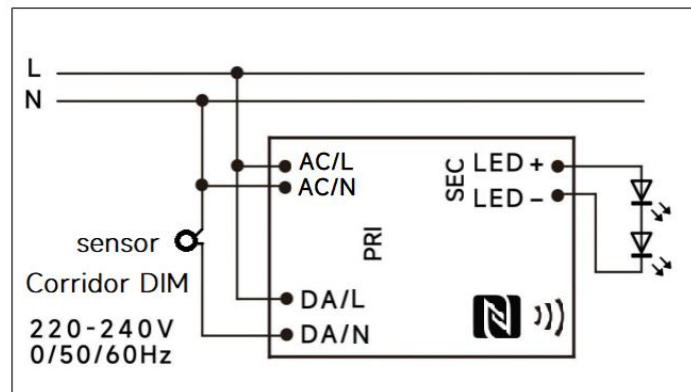 L
N
AC/L
AC/N
PRI
SEC
LED +
LED -
sensor
Corridor DIM
220-240V
0/50/60Hz
DA/L
DA/N
N